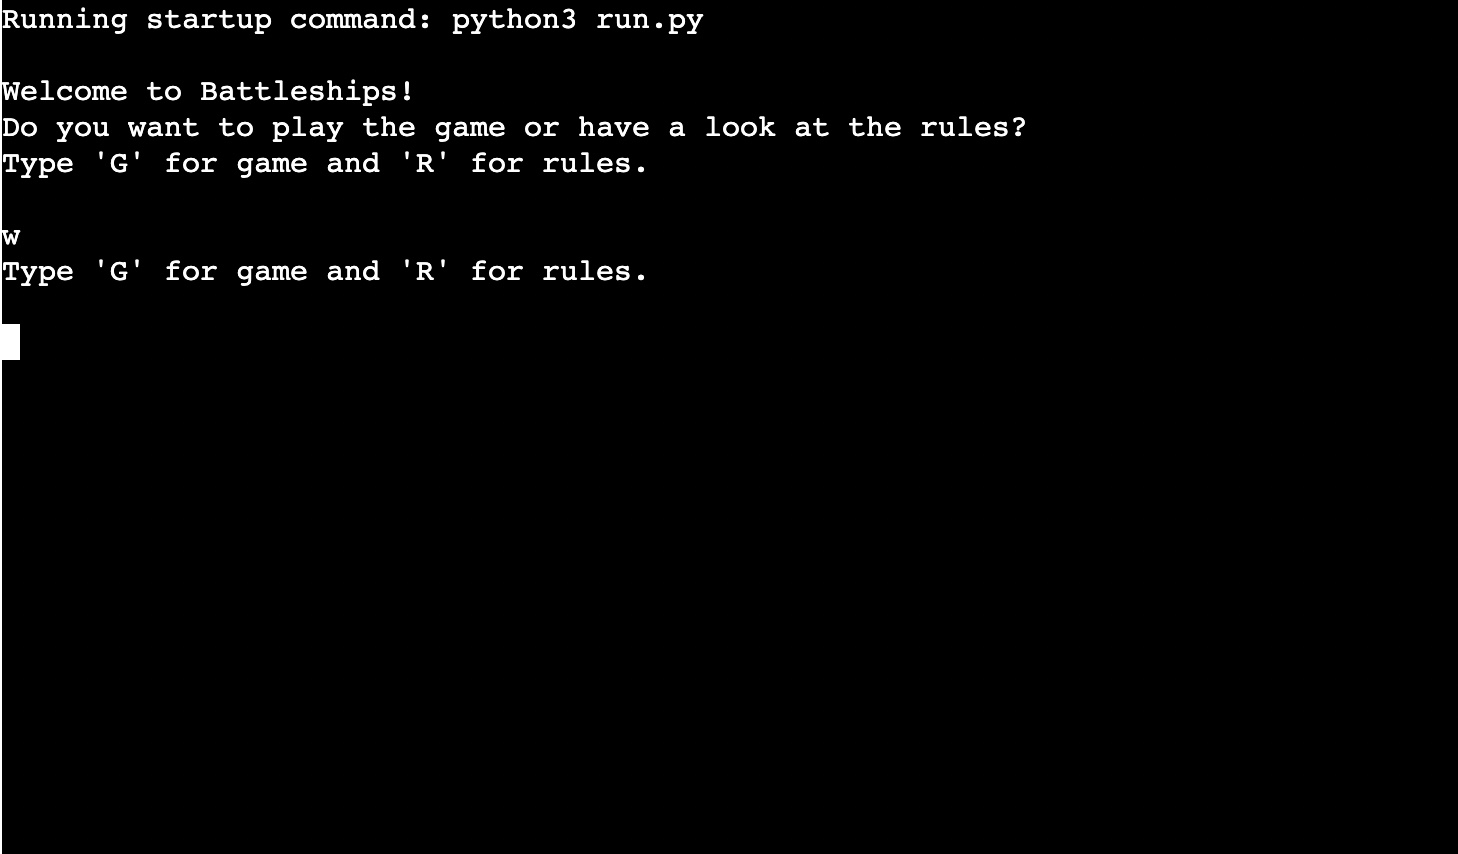 Running startup command: python3 run.py
Welcome to Battleships!
Do you want to play the game or have a look at the rules?
Type 'G' for game and 'R' for rules.
w
Type 'G' for game and 'R' for rules.